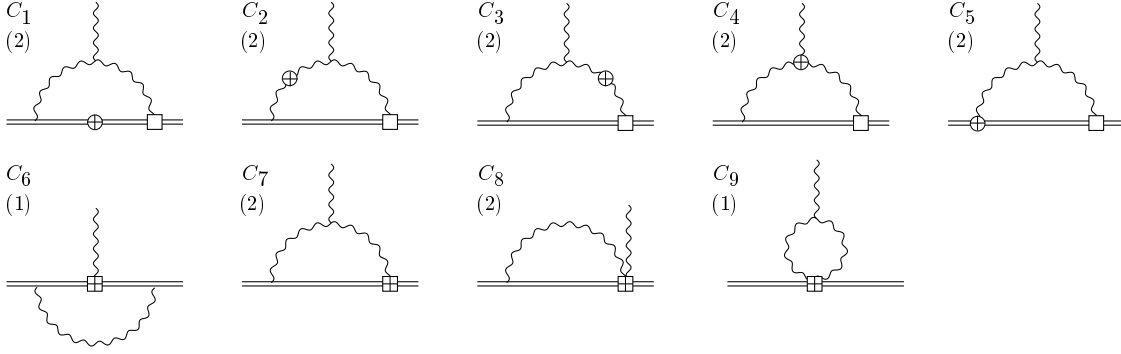 C1 C2 C3 C4 C5
(2) (2) (2) (2) (2)
C6 C7 C8 C9
(1) (2) (2) (1)